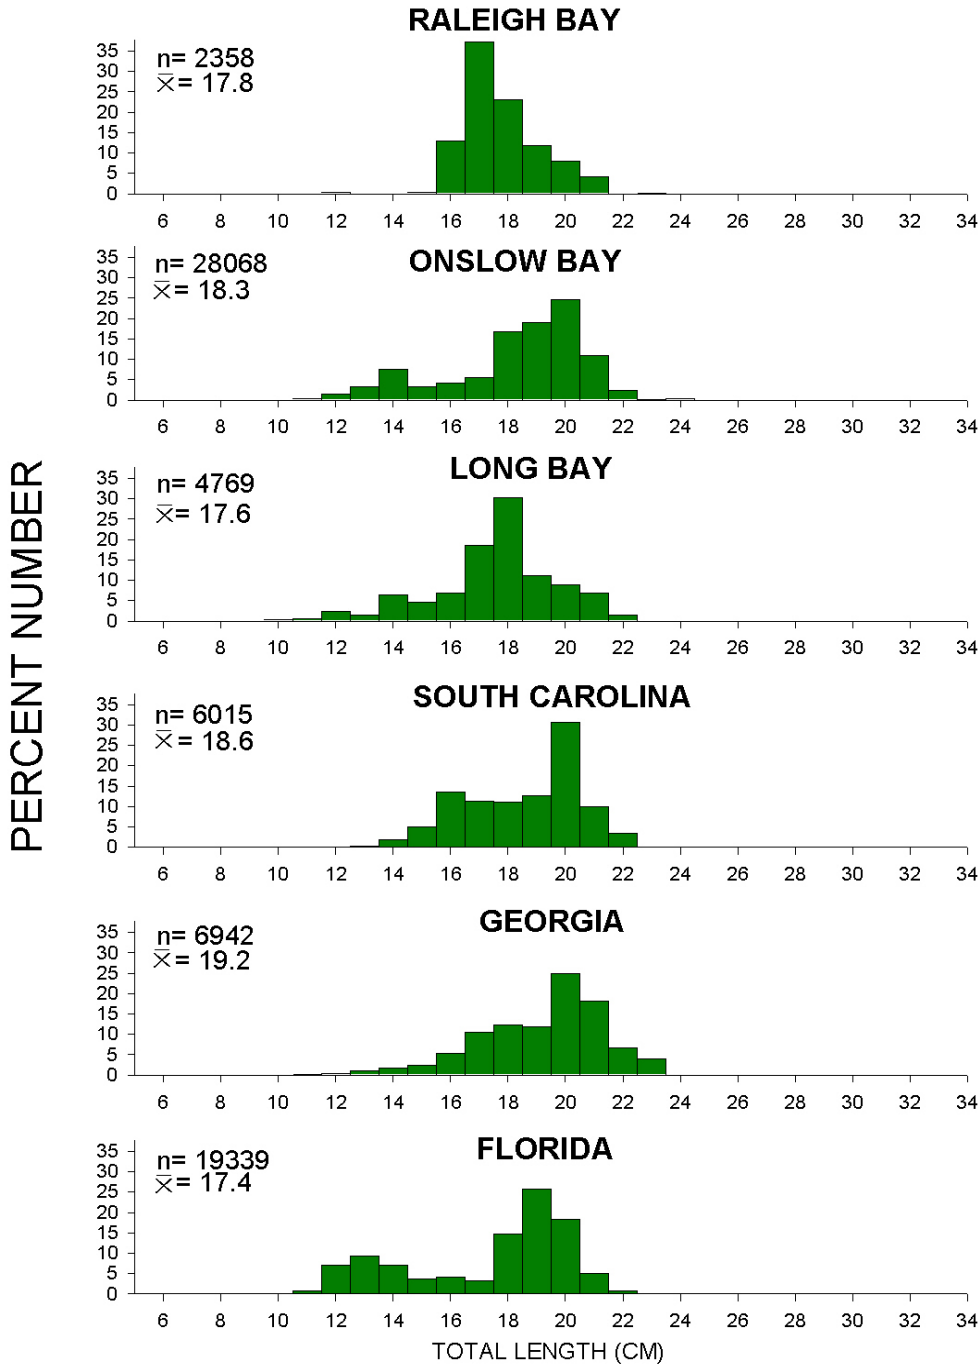 RALEIGH BAY
n= 2358
x̅= 17.8
35
30
25
20
15
10
5
0
6 8 10 12 14 16 18 20 22 24 26 28 30 32 34
ONSLOW BAY
n= 28068
x̅= 18.3
35
30
25
20
15
10
5
0
6 8 10 12 14 16 18 20 22 24 26 28 30 32 34
LONG BAY
n= 4769
x̅= 17.6
35
30
25
20
15
10
5
0
6 8 10 12 14 16 18 20 22 24 26 28 30 32 34
PERCENT NUMBER
SOUTH CAROLINA
n= 6015
x̅= 18.6
35
30
25
20
15
10
5
0
6 8 10 12 14 16 18 20 22 24 26 28 30 32 34
GEORGIA
n= 6942
x̅= 19.2
35
30
25
20
15
10
5
0
6 8 10 12 14 16 18 20 22 24 26 28 30 32 34
FLORIDA
n= 19339
x̅= 17.4
35
30
25
20
15
10
5
0
6 8 10 12 14 16 18 20 22 24 26 28 30 32 34
TOTAL LENGTH (CM)